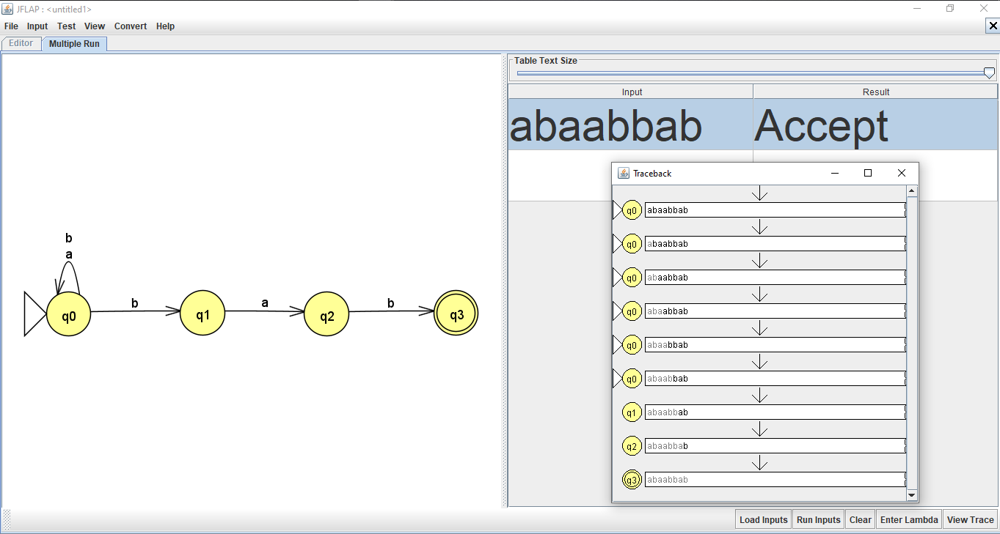 JFLAP : <untitled1>
File Input Test View Convert Help
Editor Multiple Run
Table Text Size
Input Result
abaabbab Accept
Traceback
q0 abaabbab
q0 abaabbab
q0 abaabbab
q0 abaabbab
q0 abaabbab
q0 abaabbab
q1 abaabbab
q2 abaabbab
q3 abaabbab
b
a
b a b
q0 q1 q2 q3
Load Inputs Run Inputs Clear Enter Lambda View Trace